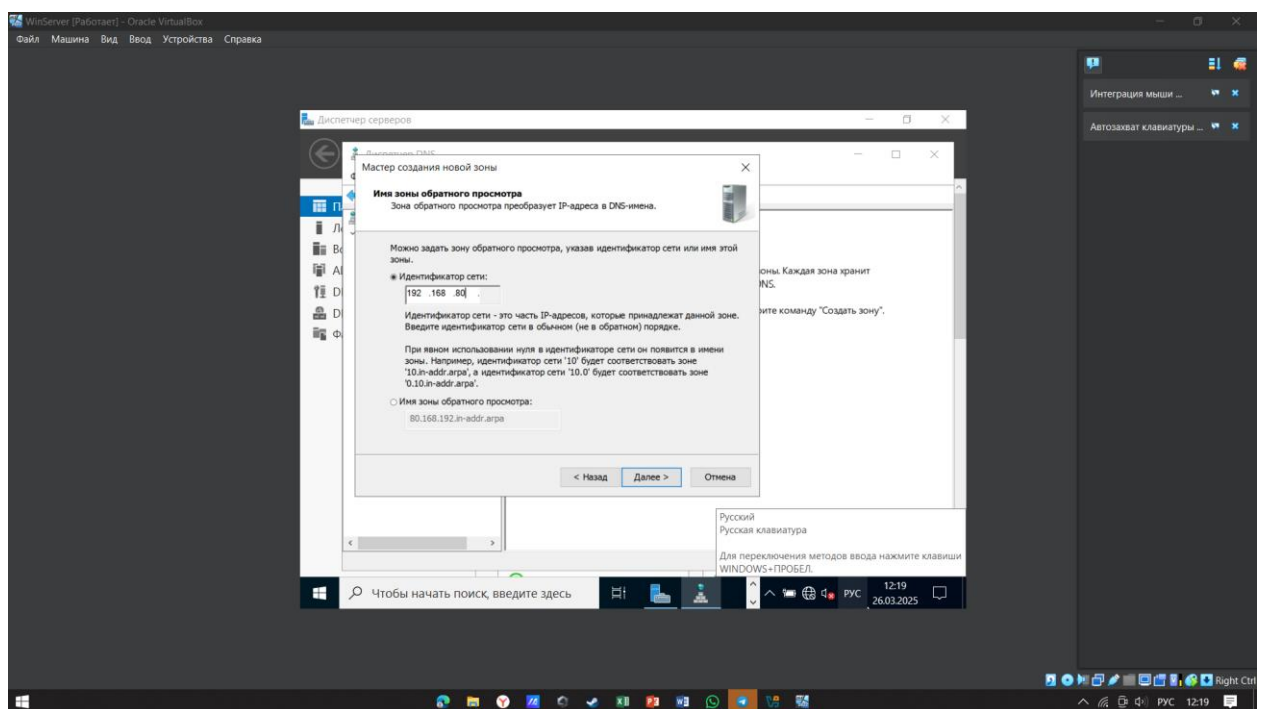 WinServer [Работает] - Oracle VirtualBox
Файл Машина Вид Ввод Устройства Справка
Интеграция мыши ...
Автозахват клавиатуры ...
Диспетчер серверов
Диспетчер DNS
Мастер создания новой зоны
Имя зоны обратного просмотра
Зона обратного просмотра преобразует IP-адреса в DNS-имена.
Можно задать зону обратного просмотра, указав идентификатор сети или имя этой
зоны.
Идентификатор сети:
192 .168 .80 .
Идентификатор сети - это часть IP-адресов, которые принадлежат данной зоне.
Введите идентификатор сети в обычном (не в обратном) порядке.
При явном использовании нуля в идентификаторе сети он появится в имени
зоны. Например, идентификатор сети '10' будет соответствовать зоне
'10.in-addr.arpa', а идентификатор сети '10.0' будет соответствовать зоне
'0.10.in-addr.arpa'.
Имя зоны обратного просмотра:
80.168.192.in-addr.arpa
< Назад Далее > Отмена
зоны. Каждая зона хранит
DNS.
команду "Создать зону".
Русский
Русская клавиатура
Для переключения методов ввода нажмите клавиши
WINDOWS+ПРОБЕЛ.
Чтобы начать поиск, введите здесь
РУС
12:19
26.03.2025
Right Ctrl
РУС 12:19